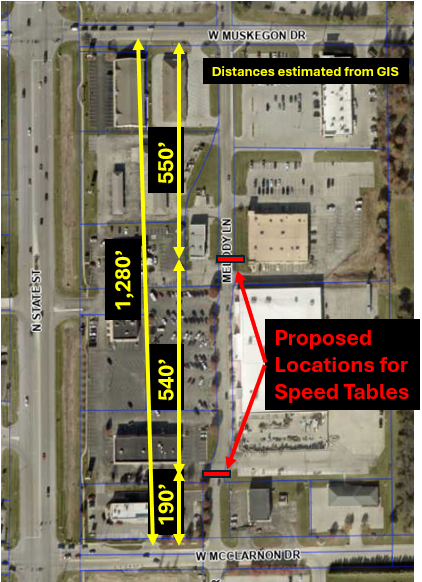 W MUSKEGON DR
Distances estimated from GIS
550'
MELODY LN
1,280'
N STATE ST
Proposed
Locations for
Speed Tables
540'
190'
W MCCLARNON DR